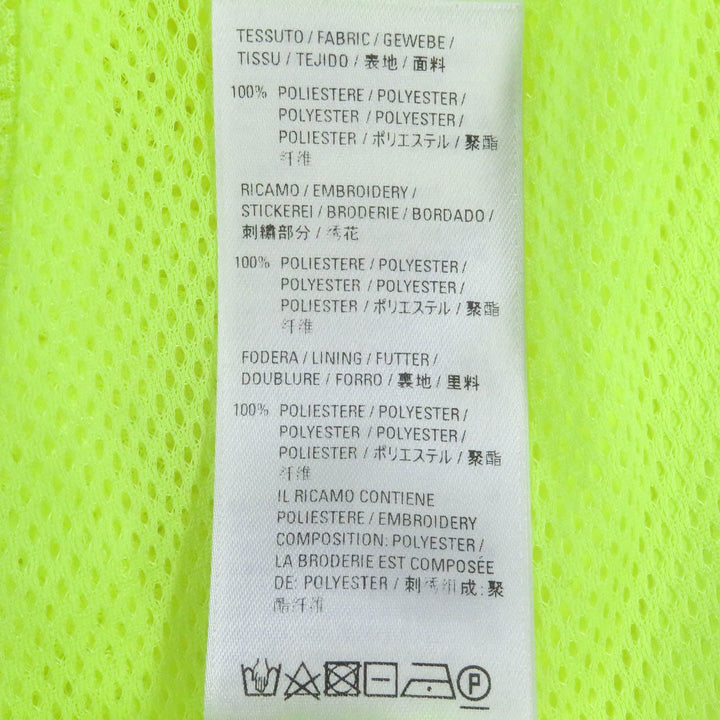 TESSUTO / FABRIC / GEWEBE /
TISSU / TEJIDO / 表地 / 面料
100% POLIESTERE / POLYESTER /
POLYESTER / POLYESTER /
POLIESTER / ポリエステル / 聚酯
纤维
RICAMO / EMBROIDERY /
STICKEREI / BRODERIE / BORDADO /
刺繍部分 / 绣花
100% POLIESTERE / POLYESTER /
POLYESTER / POLYESTER /
POLIESTER / ポリエステル / 聚酯
纤维
FODERA / LINING / FUTTER /
DOUBLURE / FORRO / 裏地 / 里料
100% POLIESTERE / POLYESTER /
POLYESTER / POLYESTER /
POLIESTER / ポリエステル / 聚酯
纤维
IL RICAMO CONTIENE
POLIESTERE / EMBROIDERY
COMPOSITION: POLYESTER /
LA BRODERIE EST COMPOSÉE
DE: POLYESTER / 刺绣组成: 聚
酯纤维
P